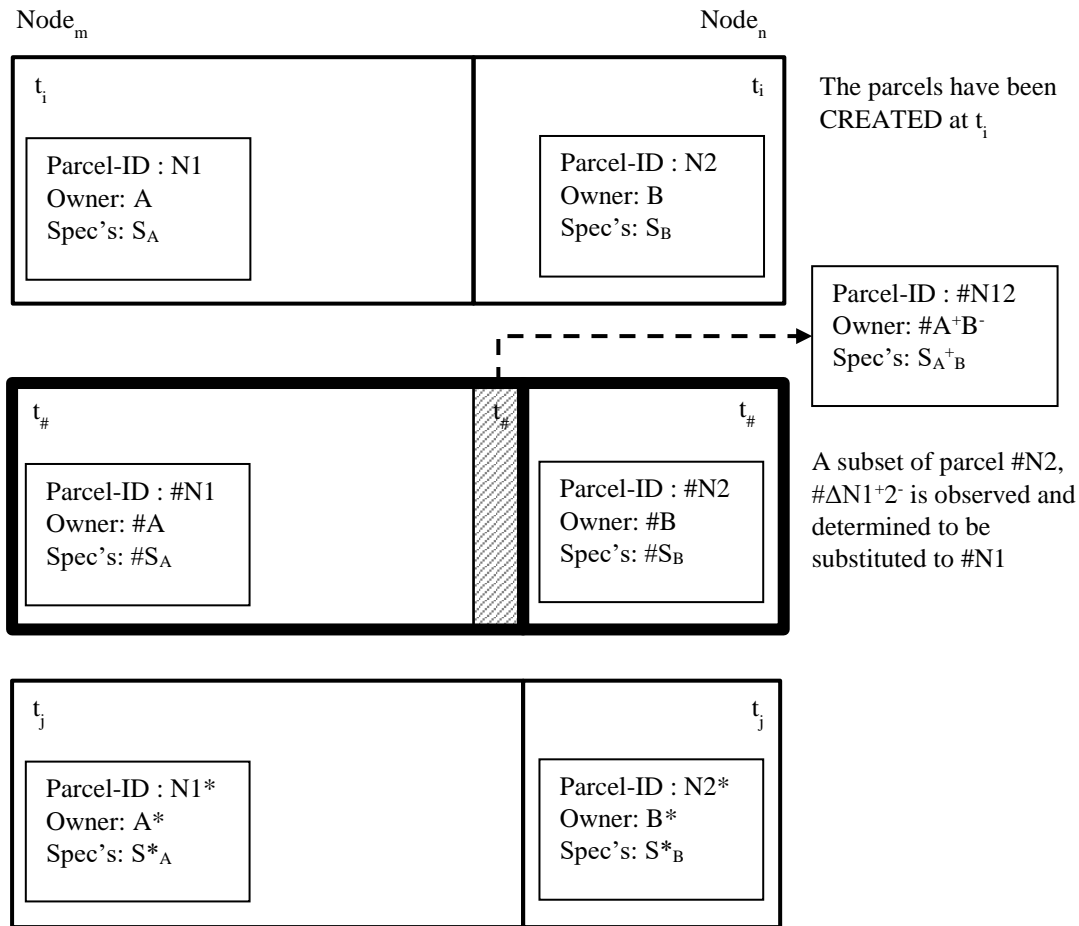 Node_m
Node_n
t_i
t_i
The parcels have been
CREATED at t_i
Parcel-ID : N1
Owner: A
Spec’s: S_A
Parcel-ID : N2
Owner: B
Spec’s: S_B
Parcel-ID : #N12
Owner: #A⁺B⁻
Spec’s: S_A⁺_B
t_#
t_#
t_#
Parcel-ID : #N1
Owner: #A
Spec’s: #S_A
Parcel-ID : #N2
Owner: #B
Spec’s: #S_B
A subset of parcel #N2,
#ΔN1⁺2⁻ is observed and
determined to be
substituted to #N1
t_j
t_j
Parcel-ID : N1*
Owner: A*
Spec’s: S*_A
Parcel-ID : N2*
Owner: B*
Spec’s: S*_B